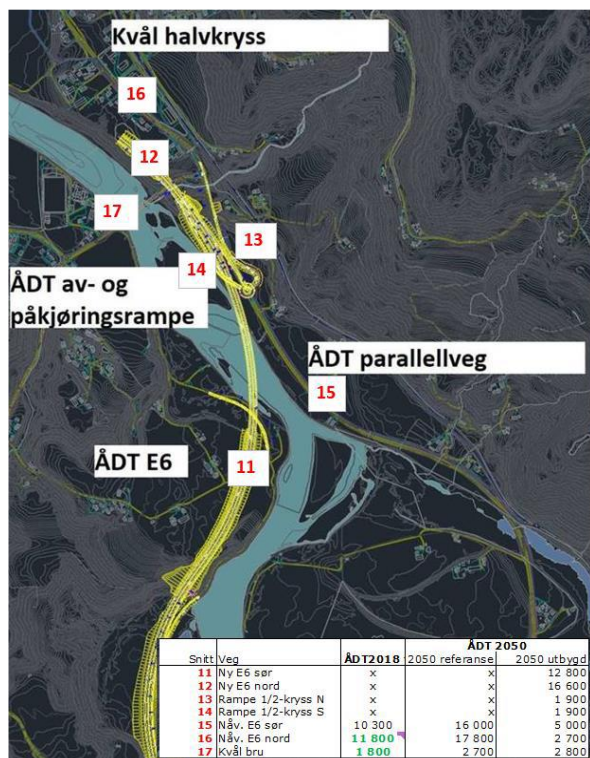 Kvål halvkryss
16
12
17
13
14
ÅDT av- og
påkjøringsrampe
ÅDT parallellveg
15
ÅDT E6
11
ÅDT 2050
Snitt Veg ÅDT2018 2050 referanse 2050 utbygd
11 Ny E6 sør x x 12 800
12 Ny E6 nord x x 16 600
13 Rampe 1/2-kryss N x x 1 900
14 Rampe 1/2-kryss S x x 1 900
15 Nåv. E6 sør 10 300 16 000 5 000
16 Nåv. E6 nord 11 800 17 800 2 700
17 Kvål bru 1 800 2 700 2 800